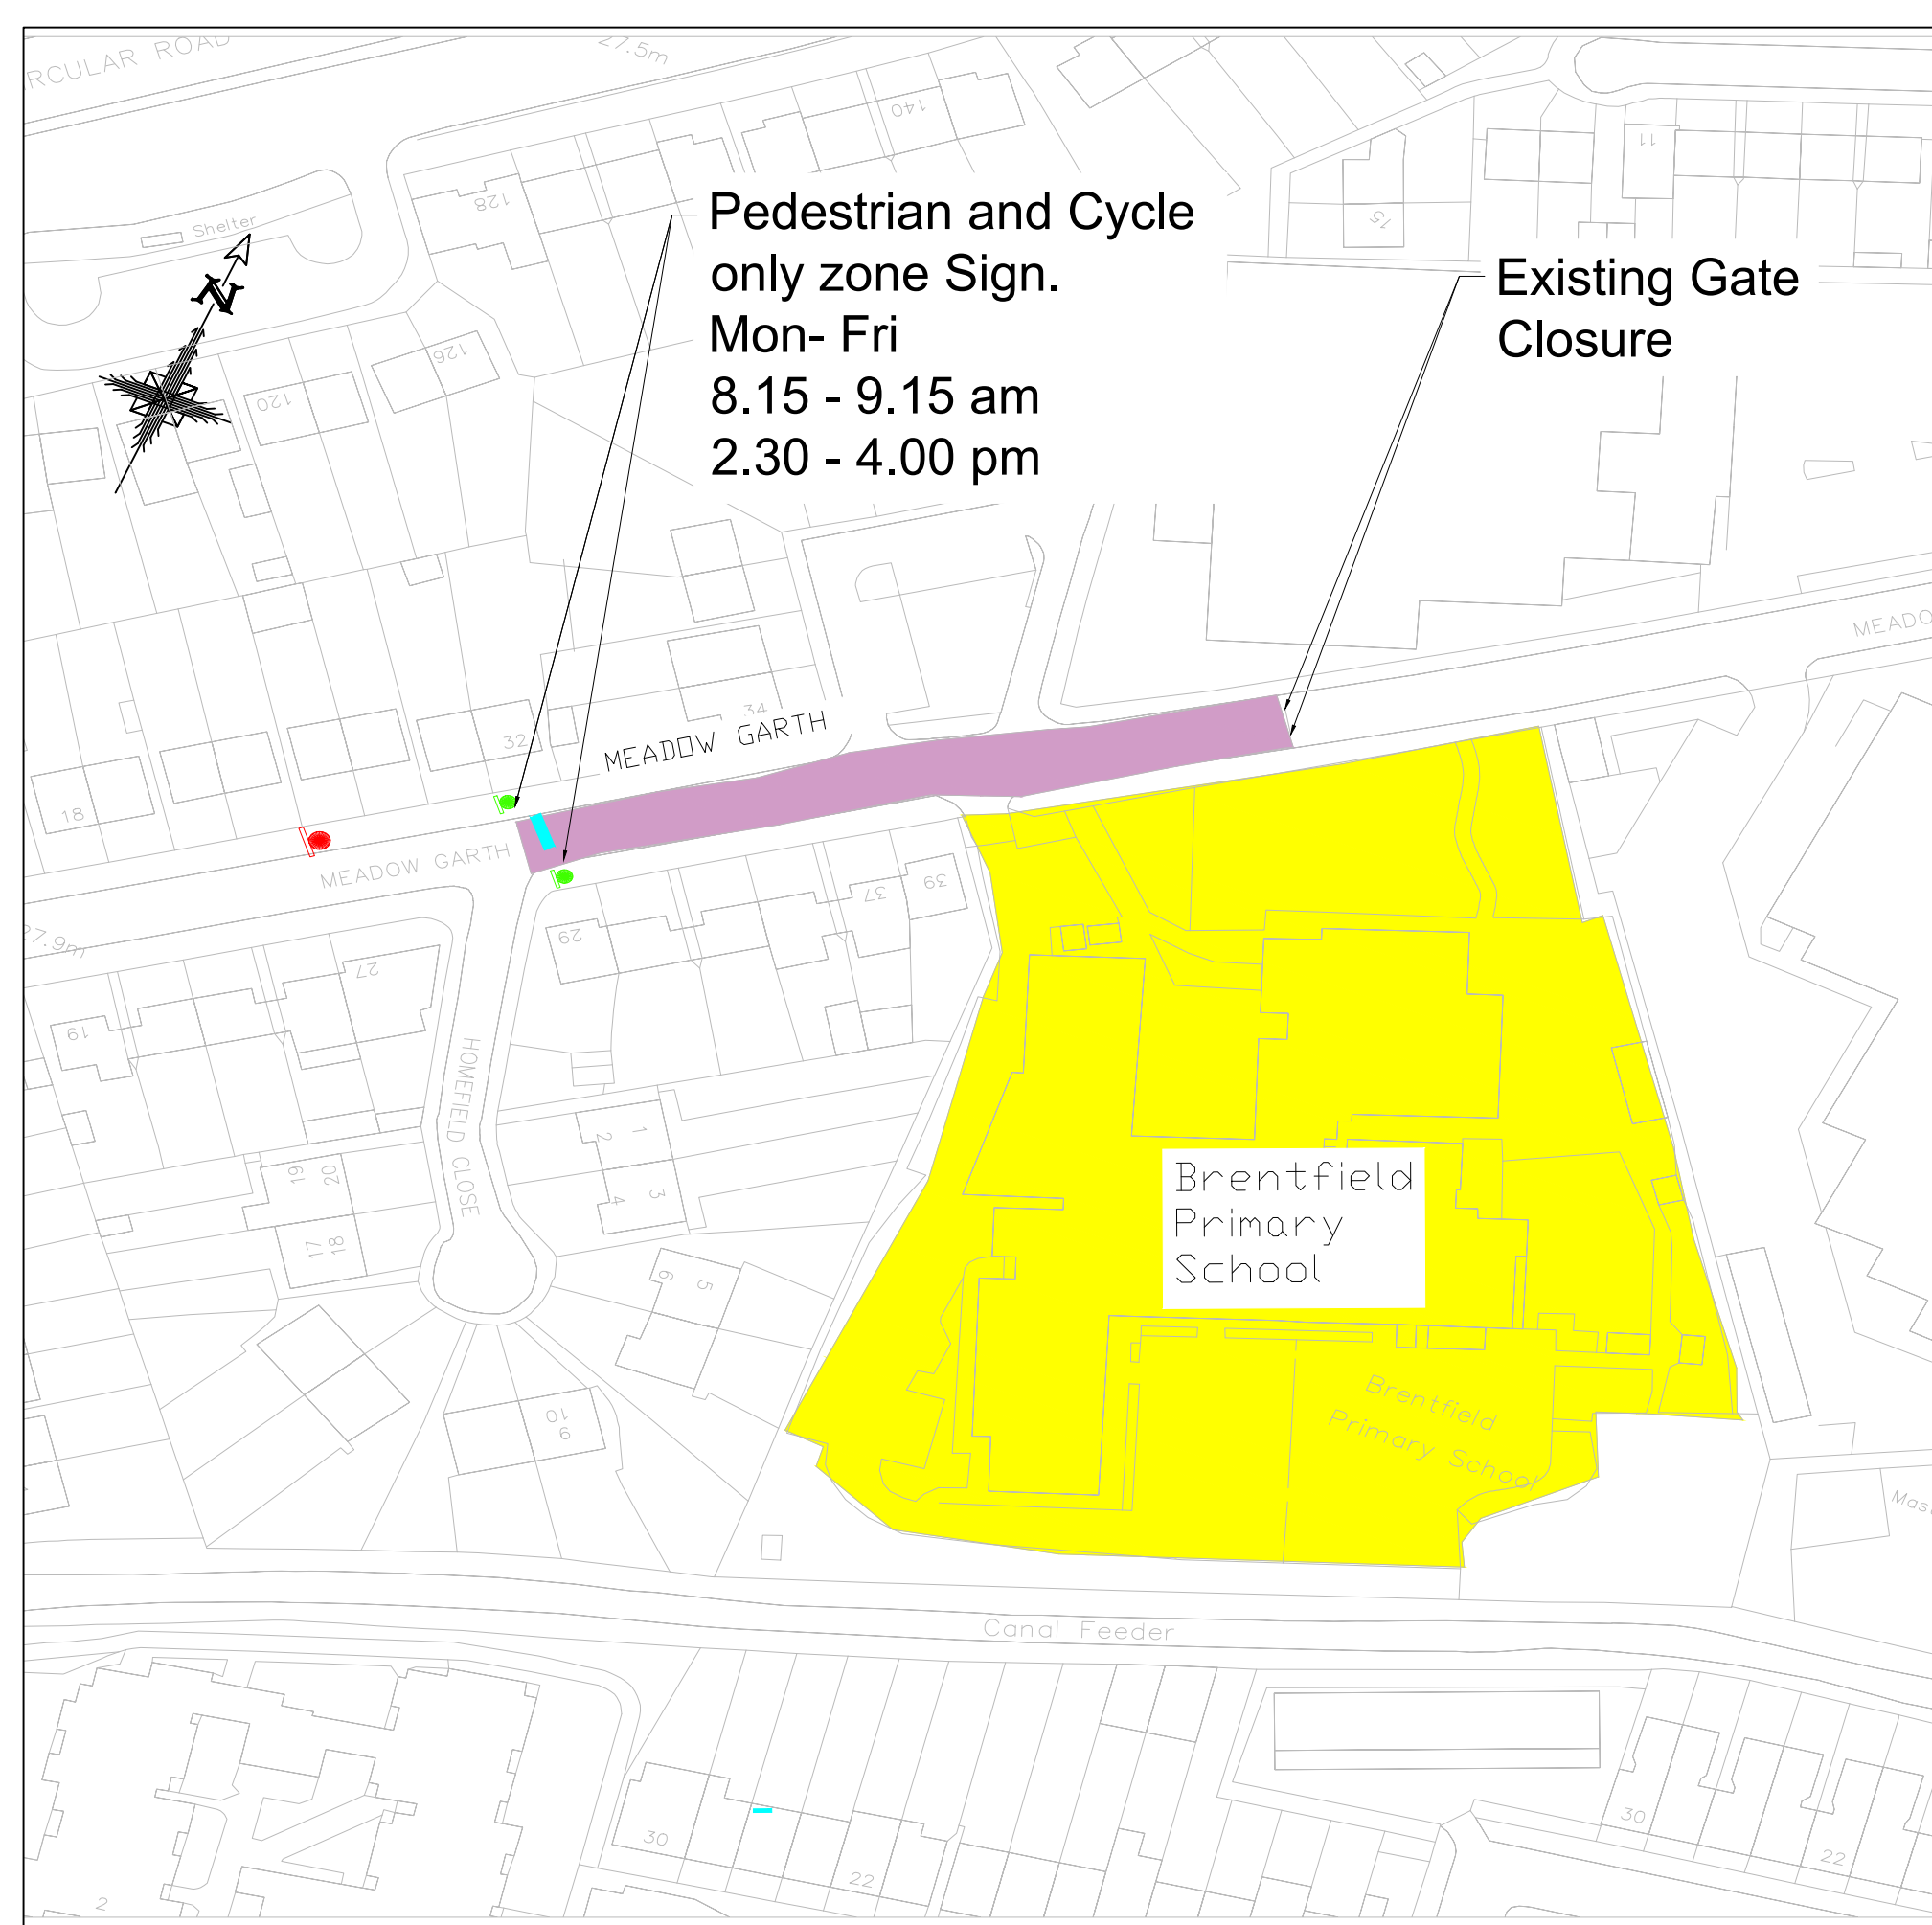 RCULAR ROAD
27.5m
140
128
Shelter
Pedestrian and Cycle
only zone Sign.
Mon- Fri
8.15 - 9.15 am
2.30 - 4.00 pm
Existing Gate
Closure
11
15
N
126
120
MEADO
34
MEADOW GARTH
32
18
MEADOW GARTH
37
39
29
27.9m
27
19
HOMEFIELD CLOSE
1
2
3
4
19
20
17
18
5
6
10
9
Brentfield
Primary
School
Brentfield
Primary School
Mas
Canal Feeder
30
22
30
22
2